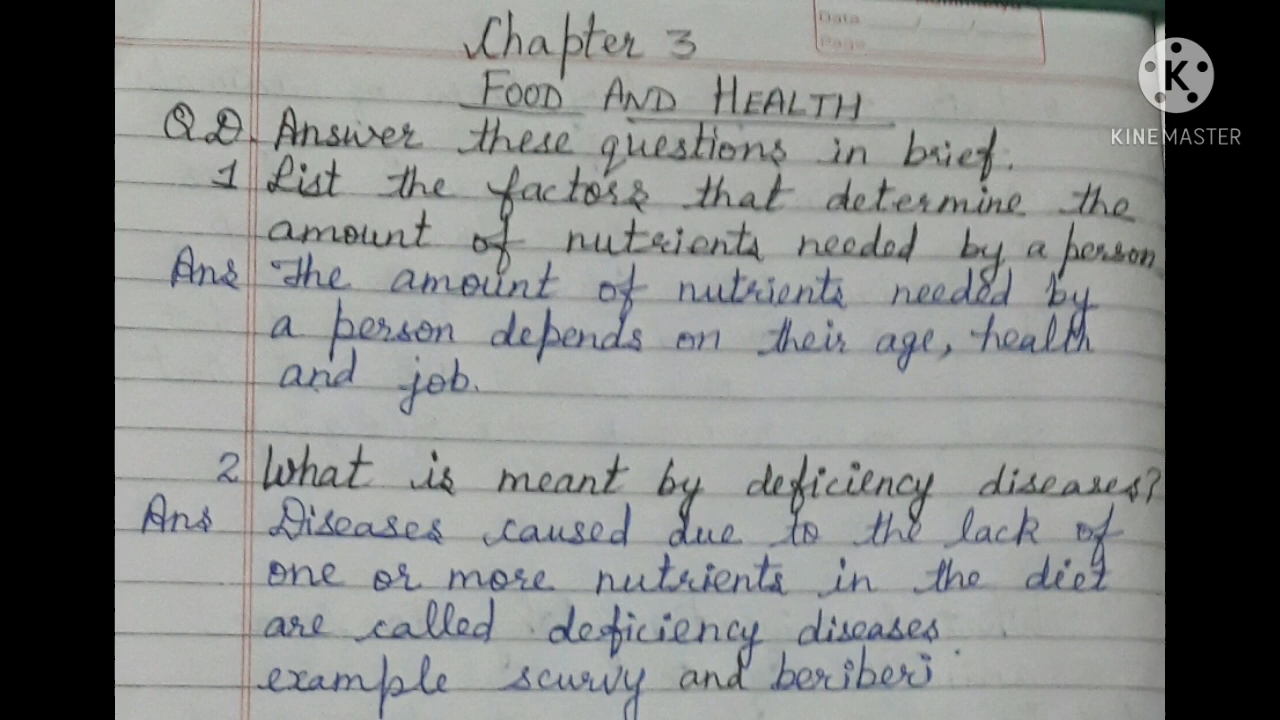 Data / /
Page
Chapter 3
FOOD AND HEALTH
K
KINEMASTER
Q D. Answer these questions in brief.
1 List the factors that determine the
amount of nutrients needed by a person
Ans The amount of nutrients needed by
a person depends on their age, health
and job.
2 What is meant by deficiency diseases?
Ans Diseases caused due to the lack of
one or more nutrients in the diet
are called deficiency diseases
example scurvy and beriberi